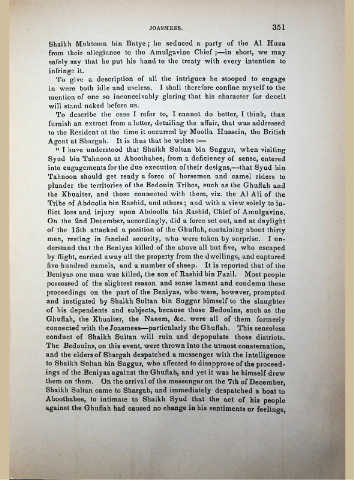 JOASMEES. 351
Shaikh Muktoom bin Butye; he seduced a party of the Al Huza
from their allegiance to the Amulgavine Chief;—in short, we may
safely say that he put his hand to the treaty with every intention to
infringe it.
To give a description of all the intrigues he stooped to engage
in were both idle and useless. I shall therefore confine myself to the
mention of one so inconceivably glaring that his character for deceit
will stand naked before us.
To describe the case I refer to, I cannot do better, I think, than
furnish an extract from a letter, detailing the affair, that was addressed
to the Resident at the time it occurred by Moolla Hussein, the British
Agent at Shargah. It is thus that he writes :—
"I have understood that Shaikh Sultan bin Suggur, when visiting
Syud bin Tahnoon at Aboothabee, from a deficiency of sense, entered
into engagements for the due execution of their designs,—that Syud bin
Tahnoon should get ready a force of horsemen and camel riders to
plunder the territories of the Bedouin Tribes, such as the Ghuflah and
the Khuaiter, and those connected with them, viz. the Al Ali of the
Tribe of Abdoolla bin Rashid, and others; and with a view solely to in-
flict loss and injury upon Abdoolla bin Rashid, Chief of Amulgavine.
On the 2nd December, accordingly, did a force set out, and at daylight
of the 15th attacked a position of the Ghuflah, containing about thirty
men, resting in fancied security, who were taken by surprise. I un-
derstand that the Beniyas killed of the above all but five, who escaped
by flight, carried away all the property from the dwellings, and captured
five hundred camels, and a number of sheep. It is reported that of the
Beniyas one man was killed, the son of Rashid bin Fazil. Most people
possessed of the slightest reason and sense lament and condemn these
proceedings on the part of the Beniyas, who were, however, prompted
and instigated by Shaikh Sultan bin Suggur himself to the slaughter
of his dependents and subjects, because those Bedouins, such as the
Ghuflah, the Khuaiter, the Naeem, &c. were all of them formerly
connected with the Joasmees—particularly the Ghuflah. This senseless
conduct of Shaikh Sultan will ruin and depopulate those districts.
The Bedouins, on this event, were thrown into the utmost consternation,
and the elders of Shargah despatched a messenger with the intelligence
to Shaikh Sultan bin Suggur, who affected to disapprove of the proceed-
ings of the Beniyas against the Ghuflah, and yet it was he himself drew
them on them. On the arrival of the messenger on the 7th of December,
Shaikh Sultan came to Shargah, and immediately despatched a boat to
Aboothabee, to intimate to Shaikh Syud that the act of his people
against the Ghuflah had caused no change in his sentiments or feelings,